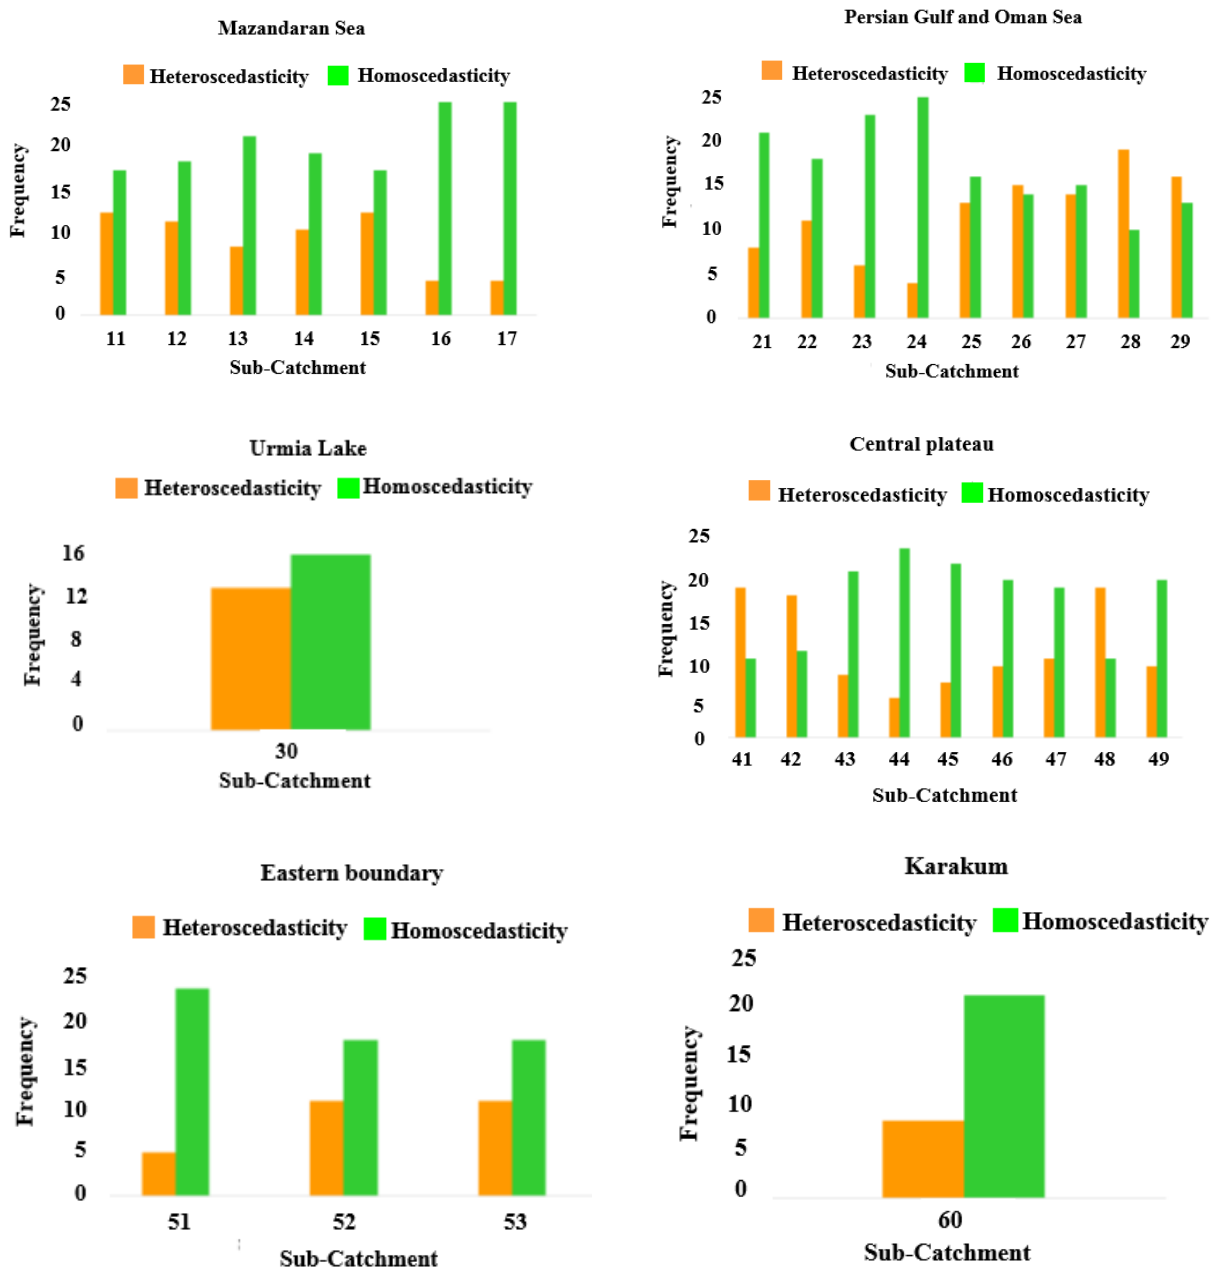 Mazandaran Sea
Heteroscedasticity Homoscedasticity
Frequency
25
20
15
10
5
0
11 12 13 14 15 16 17
Sub-Catchment
Persian Gulf and Oman Sea
Heteroscedasticity Homoscedasticity
Frequency
25
20
15
10
5
0
21 22 23 24 25 26 27 28 29
Sub-Catchment
Urmia Lake
Heteroscedasticity Homoscedasticity
Frequency
16
12
8
4
0
30
Sub-Catchment
Central plateau
Heteroscedasticity Homoscedasticity
Frequency
25
20
15
10
5
0
41 42 43 44 45 46 47 48 49
Sub-Catchment
Eastern boundary
Heteroscedasticity Homoscedasticity
Frequency
25
20
15
10
5
0
51 52 53
Sub-Catchment
Karakum
Heteroscedasticity Homoscedasticity
Frequency
25
20
15
10
5
0
60
Sub-Catchment